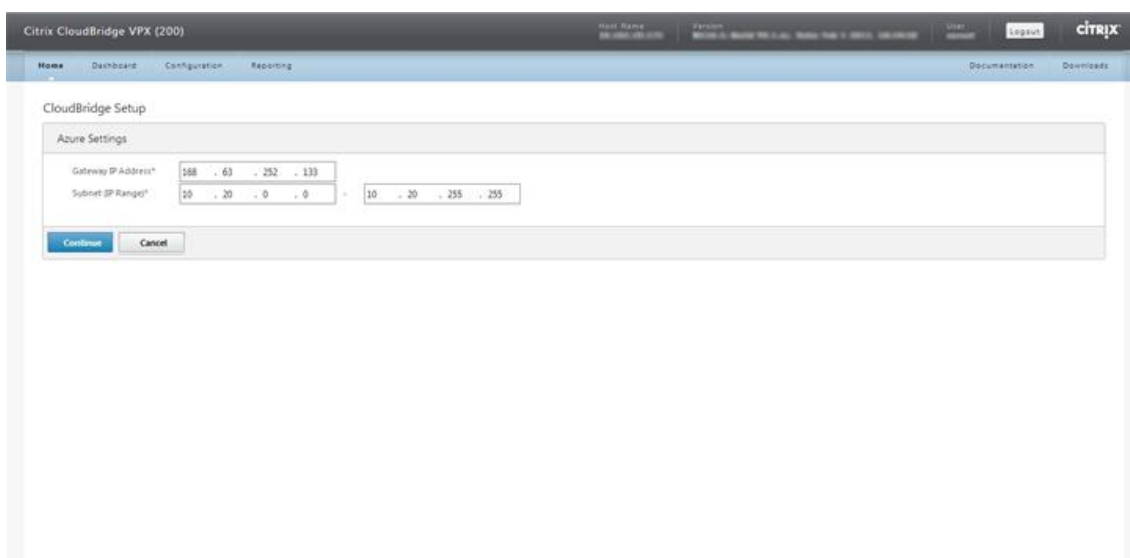 Citrix CloudBridge VPX (200) Host Name Version User Logout CİTRIX
Home Dashboard Configuration Reporting Documentation Downloads
CloudBridge Setup
Azure Settings
Gateway IP Address* 168 . 63 . 252 . 133
Subnet (IP Range)* 10 . 20 . 0 . 0 - 10 . 20 . 255 . 255
Continue Cancel